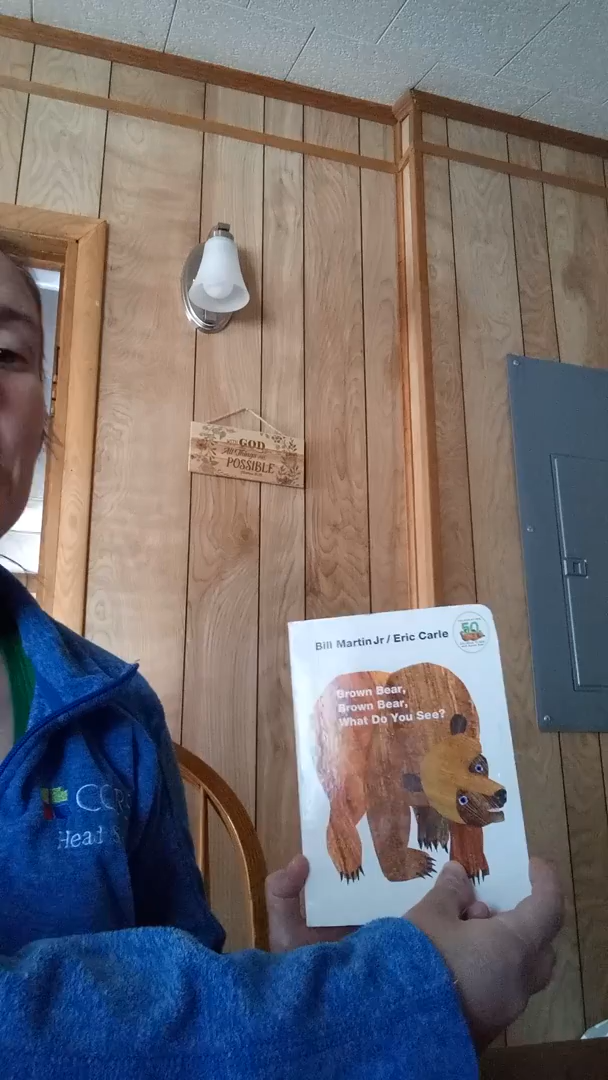 GOD
All things are
POSSIBLE
Bill Martin Jr / Eric Carle
50
Brown Bear,
Brown Bear,
What Do You See?
Head